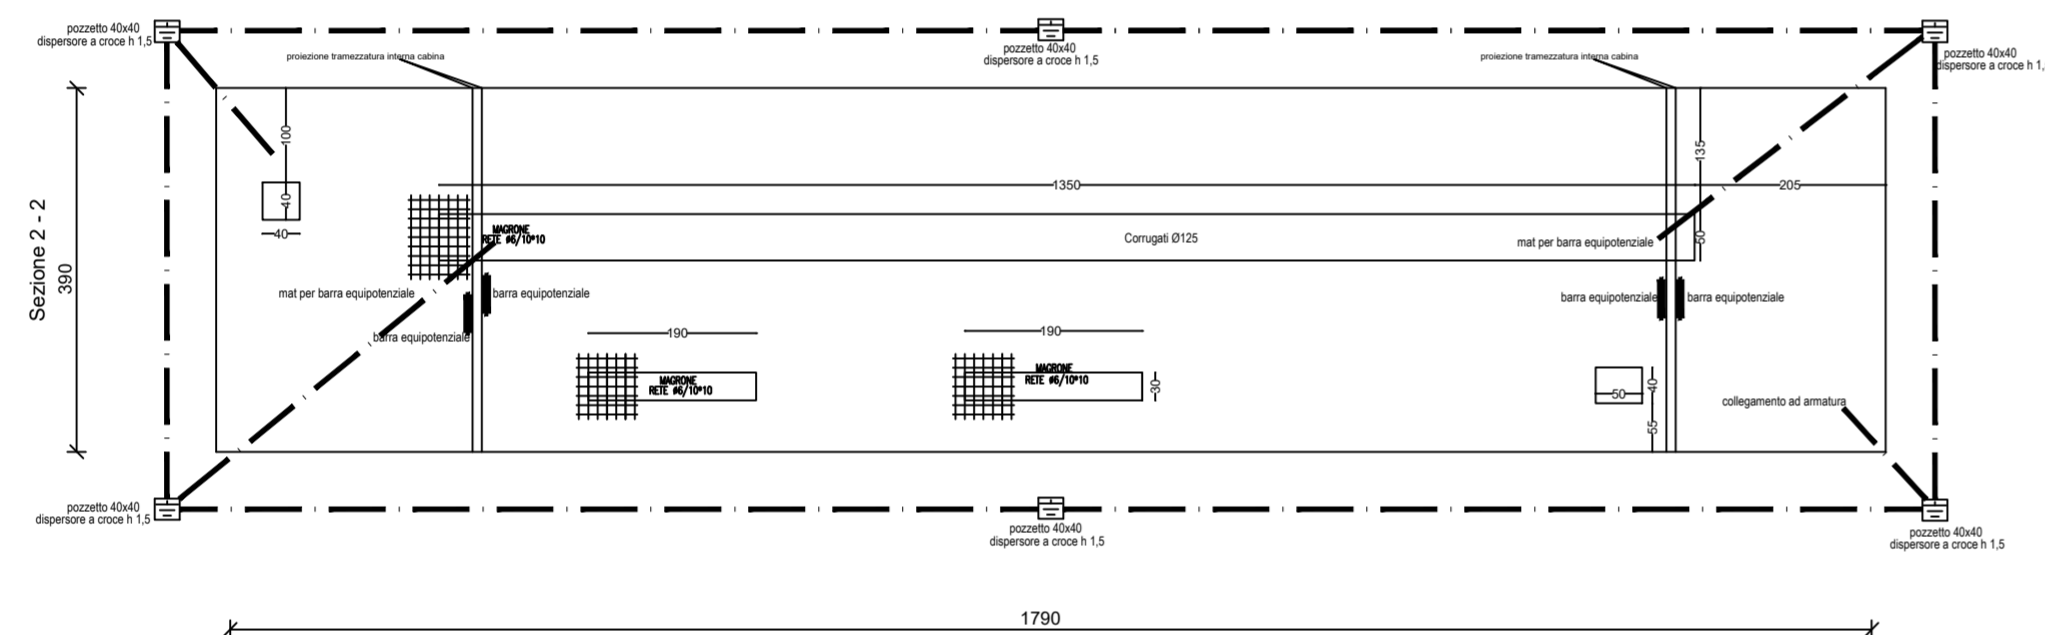 pozzetto 40x40
dispersore a croce h 1,5
pozzetto 40x40
dispersore a croce h 1,5
pozzetto 40x40
dispersore a croce h 1,
proiezione tramezzatura interna cabina
proiezione tramezzatura interna cabina
100
40
40
135
1350
205
MAGRONE
RETE ø6/10*10
Corrugati Ø125
mat per barra equipotenziale
50
Sezione 2 - 2
390
mat per barra equipotenziale
barra equipotenziale
barra equipotenziale
barra equipotenziale
barra equipotenziale
190
190
MAGRONE
RETE ø6/10*10
MAGRONE
RETE ø6/10*10
30
50
40
55
collegamento ad armatura
pozzetto 40x40
dispersore a croce h 1,5
pozzetto 40x40
dispersore a croce h 1,5
pozzetto 40x40
dispersore a croce h 1,5
1790